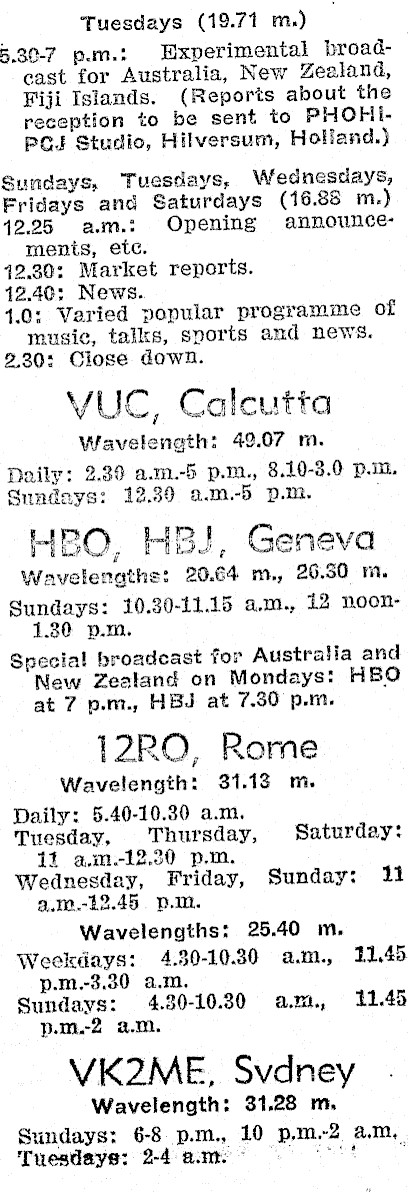 Tuesdays (19.71 m.)
5.30-7 p.m.: Experimental broad-
cast for Australia, New Zealand,
Fiji Islands. (Reports about the
reception to be sent to PHOHI-
PCJ Studio, Hilversum, Holland.)
Sundays, Tuesdays, Wednesdays,
Fridays and Saturdays (16.88 m.)
12.25 a.m.: Opening announce-
ments, etc.
12.30: Market reports.
12.40: News.
1.0: Varied popular programme of
music, talks, sports and news.
2.30: Close down.
VUC, Calcutta
Wavelength: 49.07 m.
Daily: 2.30 a.m.-5 p.m., 8.10-3.0 p.m.
Sundays: 12.30 a.m.-5 p.m.
HBO, HBJ, Geneva
Wavelengths: 20.64 m., 26.30 m.
Sundays: 10.30-11.15 a.m., 12 noon-
1.30 p.m.
Special broadcast for Australia and
New Zealand on Mondays: HBO
at 7 p.m., HBJ at 7.30 p.m.
12RO, Rome
Wavelength: 31.13 m.
Daily: 5.40-10.30 a.m.
Tuesday, Thursday, Saturday:
11 a.m.-12.30 p.m.
Wednesday, Friday, Sunday: 11
a.m.-12.45 p.m.
Wavelengths: 25.40 m.
Weekdays: 4.30-10.30 a.m., 11.45
p.m.-3.30 a.m.
Sundays: 4.30-10.30 a.m., 11.45
p.m.-2 a.m.
VK2ME, Sydney
Wavelength: 31.28 m.
Sundays: 6-8 p.m., 10 p.m.-2 a.m.
Tuesdays: 2-4 a.m.